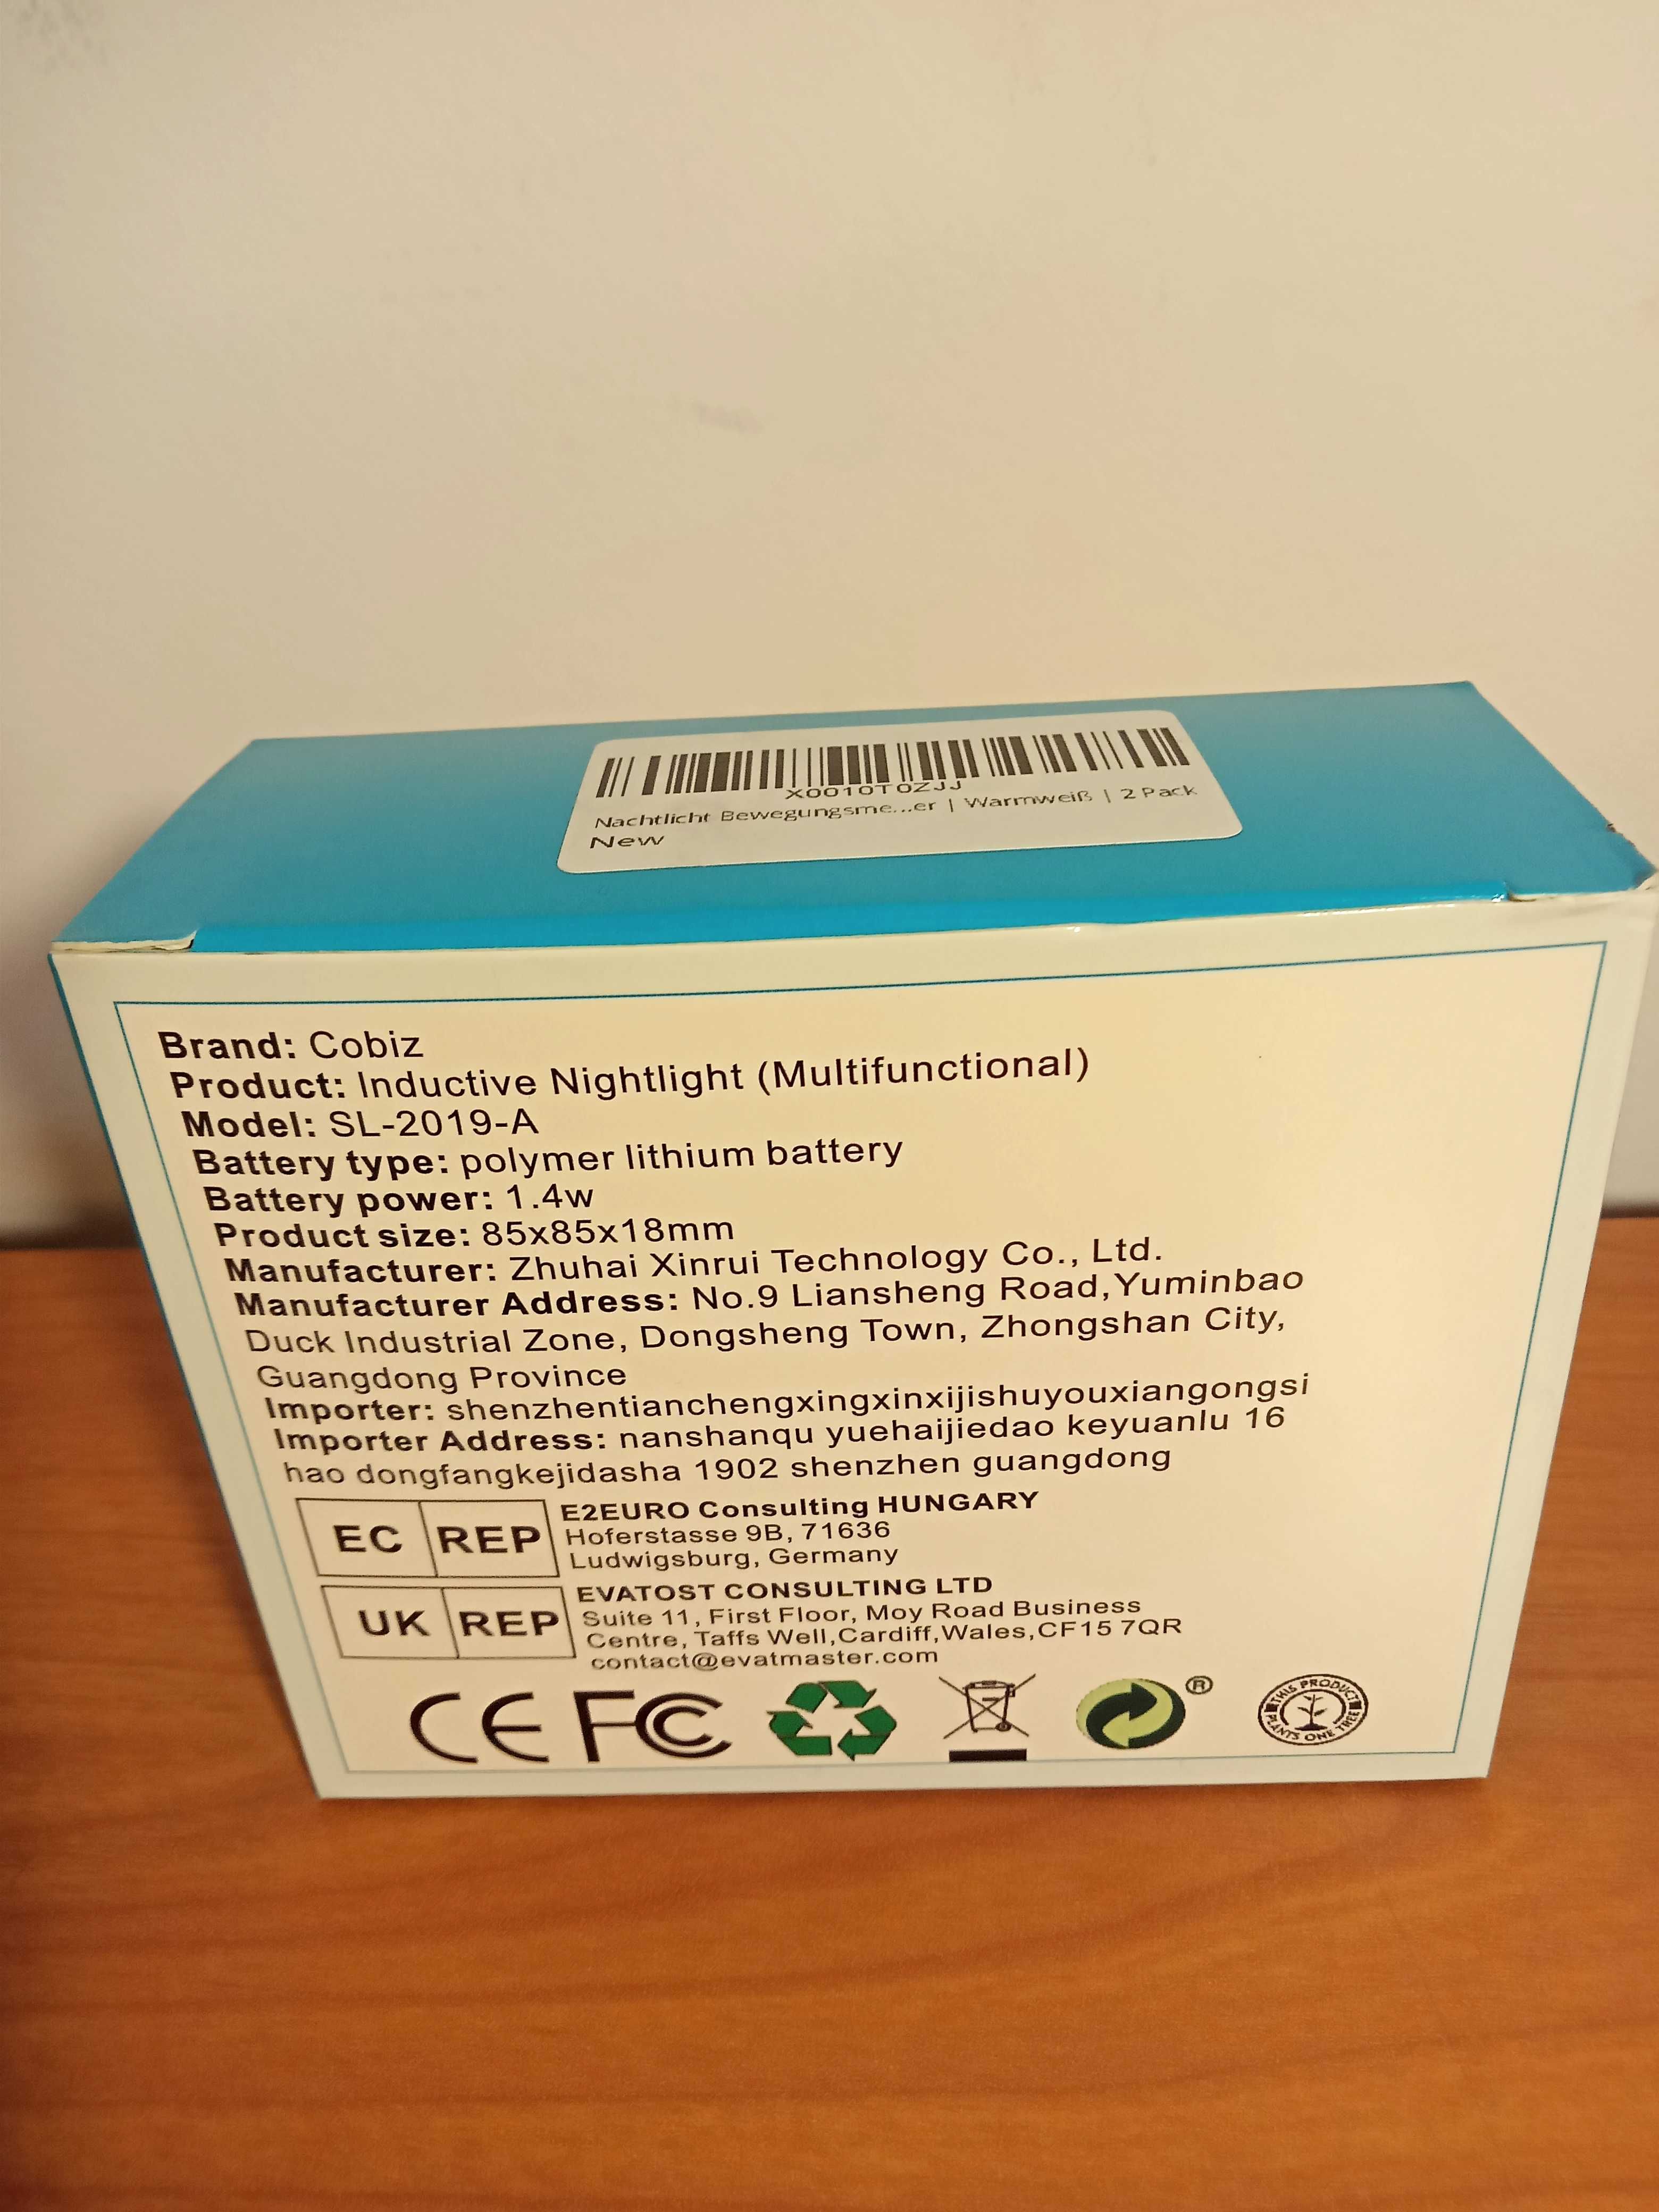 X0010T0ZJJ
Nachtlicht Bewegungsme...er | Warmweiß | 2 Pack
New
Brand: Cobiz
Product: Inductive Nightlight (Multifunctional)
Model: SL-2019-A
Battery type: polymer lithium battery
Battery power: 1.4w
Product size: 85x85x18mm
Manufacturer: Zhuhai Xinrui Technology Co., Ltd.
Manufacturer Address: No.9 Liansheng Road,Yuminbao
Duck Industrial Zone, Dongsheng Town, Zhongshan City,
Guangdong Province
Importer: shenzhentianchengxingxinxijishuyouxiangongsi
Importer Address: nanshanqu yuehaijiedao keyuanlu 16
hao dongfangkejidasha 1902 shenzhen guangdong
EC REP
E2EURO Consulting HUNGARY
Hoferstasse 9B, 71636
Ludwigsburg, Germany
UK REP
EVATOST CONSULTING LTD
Suite 11, First Floor, Moy Road Business
Centre, Taffs Well,Cardiff,Wales,CF15 7QR
contact@evatmaster.com
CE FC ®
THIS PRODUCT PLANTS ONE TREE